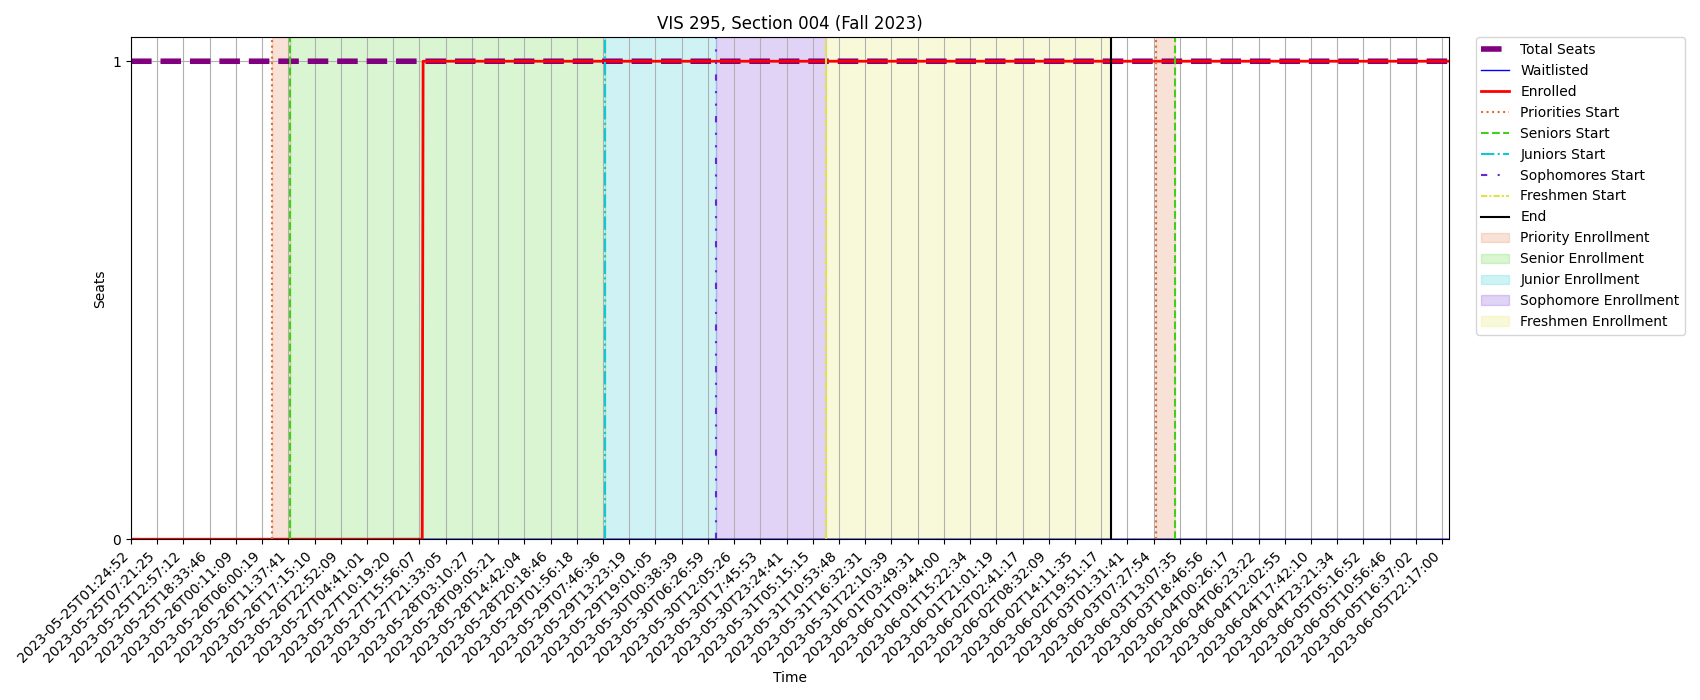 VIS 295, Section 004 (Fall 2023)
Seats
1
0
2023-05-25T01:24:52
2023-05-25T07:21:25
2023-05-25T12:57:12
2023-05-25T18:33:46
2023-05-26T00:11:09
2023-05-26T06:00:19
2023-05-26T11:37:41
2023-05-26T17:15:10
2023-05-26T22:52:09
2023-05-27T04:41:01
2023-05-27T10:19:20
2023-05-27T15:56:07
2023-05-27T21:33:05
2023-05-28T03:10:27
2023-05-28T09:05:21
2023-05-28T14:42:04
2023-05-28T20:18:46
2023-05-29T01:56:18
2023-05-29T07:46:36
2023-05-29T13:23:19
2023-05-29T19:01:05
2023-05-30T00:38:39
2023-05-30T06:26:59
2023-05-30T12:05:26
2023-05-30T17:45:53
2023-05-30T23:24:41
2023-05-31T05:15:15
2023-05-31T10:53:48
2023-05-31T16:32:31
2023-05-31T22:10:39
2023-06-01T03:49:31
2023-06-01T09:44:00
2023-06-01T15:22:34
2023-06-01T21:01:19
2023-06-02T02:41:17
2023-06-02T08:32:09
2023-06-02T14:11:35
2023-06-02T19:51:17
2023-06-03T01:31:41
2023-06-03T07:27:54
2023-06-03T13:07:35
2023-06-03T18:46:56
2023-06-04T00:26:17
2023-06-04T06:23:22
2023-06-04T12:02:55
2023-06-04T17:42:10
2023-06-04T23:21:34
2023-06-05T05:16:52
2023-06-05T10:56:46
2023-06-05T16:37:02
2023-06-05T22:17:00
Time
Total Seats
Waitlisted
Enrolled
Priorities Start
Seniors Start
Juniors Start
Sophomores Start
Freshmen Start
End
Priority Enrollment
Senior Enrollment
Junior Enrollment
Sophomore Enrollment
Freshmen Enrollment